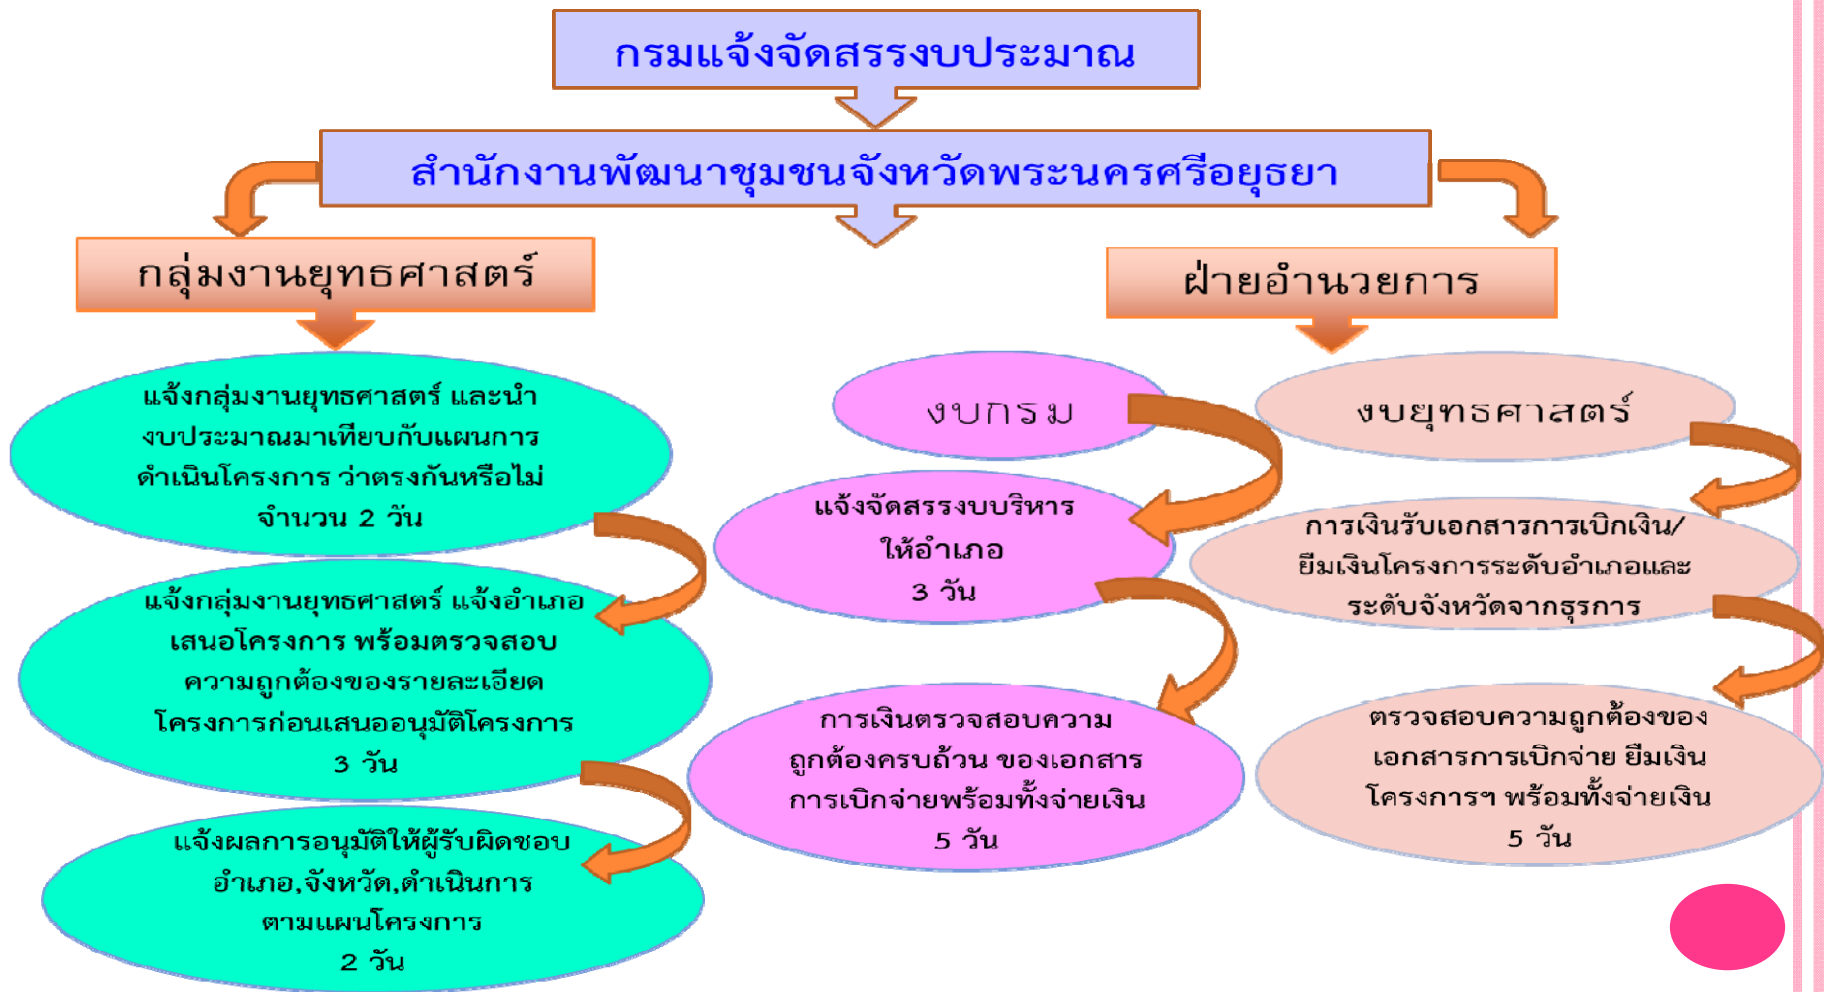 กรมแจ้งจัดสรรงบประมาณ
สำนักงานพัฒนาชุมชนจังหวัดพระนครศรีอยุธยา
กลุ่มงานยุทธศาสตร์
แจ้งกลุ่มงานยุทธศาสตร์ และนำ
งบประมาณมาเทียบกับแผนการ
ดำเนินโครงการ ว่าตรงกันหรือไม่
จำนวน 2 วัน
แจ้งกลุ่มงานยุทธศาสตร์ แจ้งอำเภอ
เสนอโครงการ พร้อมตรวจสอบ
ความถูกต้องของรายละเอียด
โครงการก่อนเสนออนุมัติโครงการ
3 วัน
แจ้งผลการอนุมัติให้ผู้รับผิดชอบ
อำเภอ,จังหวัด,ดำเนินการ
ตามแผนโครงการ
2 วัน
ฝ่ายอำนวยการ
งบกรม
แจ้งจัดสรรงบบริหาร
ให้อำเภอ
3 วัน
การเงินตรวจสอบความ
ถูกต้องครบถ้วน ของเอกสาร
การเบิกจ่ายพร้อมทั้งจ่ายเงิน
5 วัน
งบยุทธศาสตร์
การเงินรับเอกสารการเบิกเงิน/
ยืมเงินโครงการระดับอำเภอและ
ระดับจังหวัดจากธุรการ
ตรวจสอบความถูกต้องของ
เอกสารการเบิกจ่าย ยืมเงิน
โครงการฯ พร้อมทั้งจ่ายเงิน
5 วัน